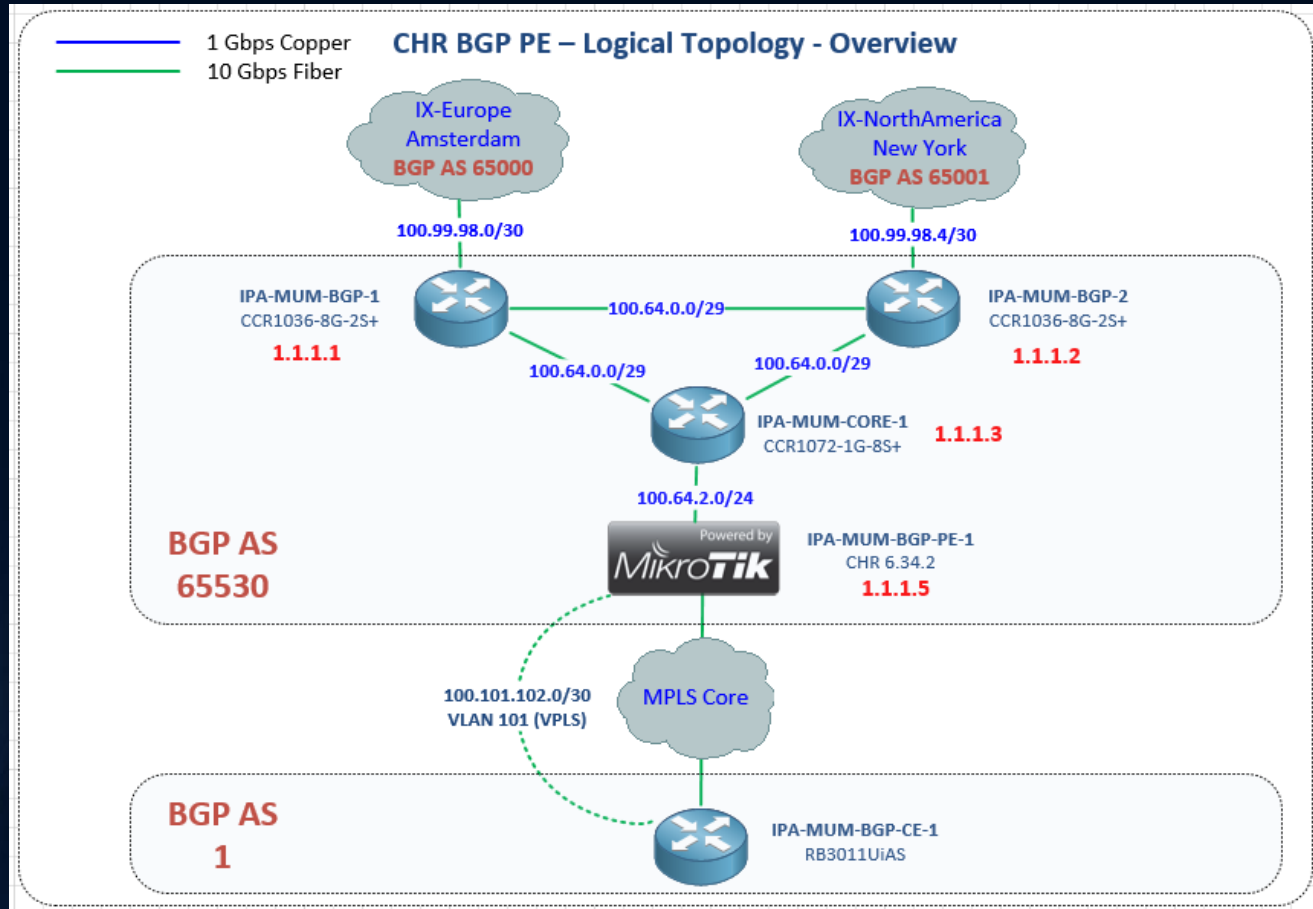 1 Gbps Copper
10 Gbps Fiber
CHR BGP PE – Logical Topology - Overview
IX-Europe
Amsterdam
BGP AS 65000
IX-NorthAmerica
New York
BGP AS 65001
100.99.98.0/30
100.99.98.4/30
IPA-MUM-BGP-1
CCR1036-8G-2S+
1.1.1.1
100.64.0.0/29
IPA-MUM-BGP-2
CCR1036-8G-2S+
1.1.1.2
100.64.0.0/29
100.64.0.0/29
IPA-MUM-CORE-1
CCR1072-1G-8S+
1.1.1.3
100.64.2.0/24
BGP AS
65530
Powered by
MikroTik
IPA-MUM-BGP-PE-1
CHR 6.34.2
1.1.1.5
100.101.102.0/30
VLAN 101 (VPLS)
MPLS Core
BGP AS
1
IPA-MUM-BGP-CE-1
RB3011UiAS